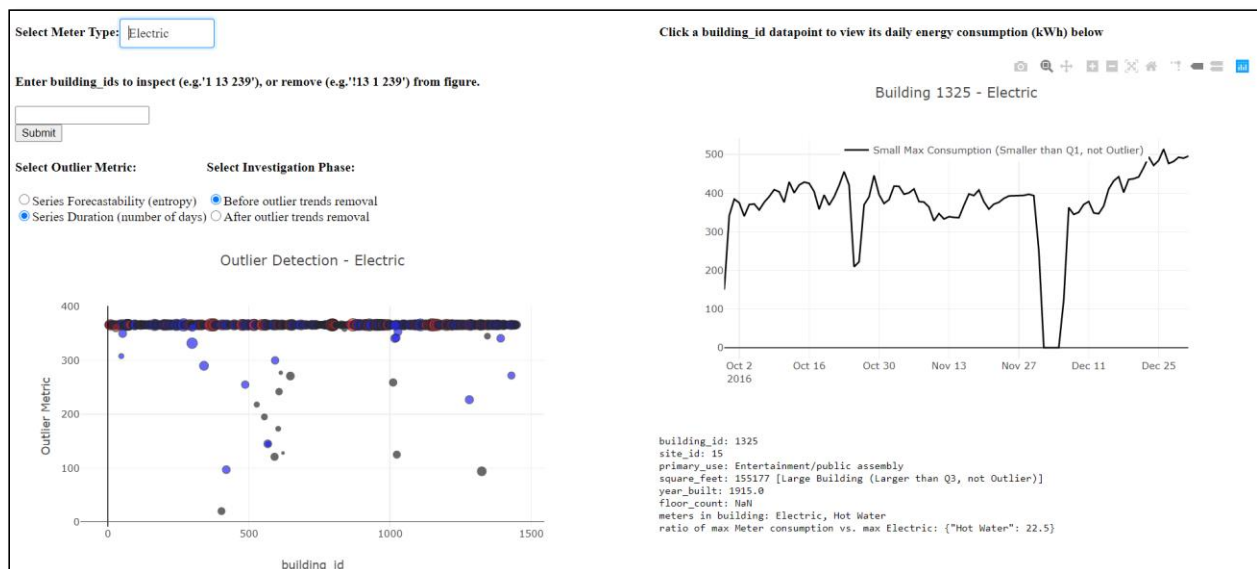 Select Meter Type: Electric
Enter building_ids to inspect (e.g.'1 13 239'), or remove (e.g.'!13 1 239') from figure.
Submit
Select Outlier Metric: Select Investigation Phase:
Series Forecastability (entropy) Before outlier trends removal
Series Duration (number of days) After outlier trends removal
Outlier Detection - Electric
400
300
200
100
0
Outlier Metric
0 500 1000 1500
building_id
Click a building_id datapoint to view its daily energy consumption (kWh) below
Building 1325 - Electric
Small Max Consumption (Smaller than Q1, not Outlier)
500
400
300
200
100
0
Oct 2 Oct 16 Oct 30 Nov 13 Nov 27 Dec 11 Dec 25
2016
building_id: 1325
site_id: 15
primary_use: Entertainment/public assembly
square_feet: 155177 [Large Building (Larger than Q3, not Outlier)]
year_built: 1915.0
floor_count: NaN
meters in building: Electric, Hot Water
ratio of max Meter consumption vs. max Electric: {"Hot Water": 22.5}